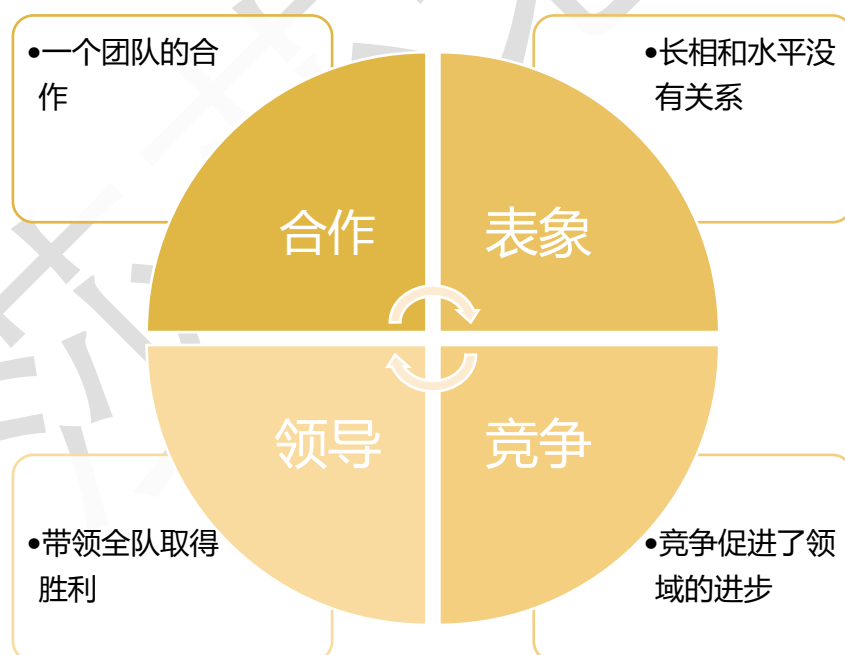 •一个团队的合
作
•长相和水平没
有关系
合作
表象
领导
竞争
•带领全队取得
胜利
•竞争促进了领
域的进步